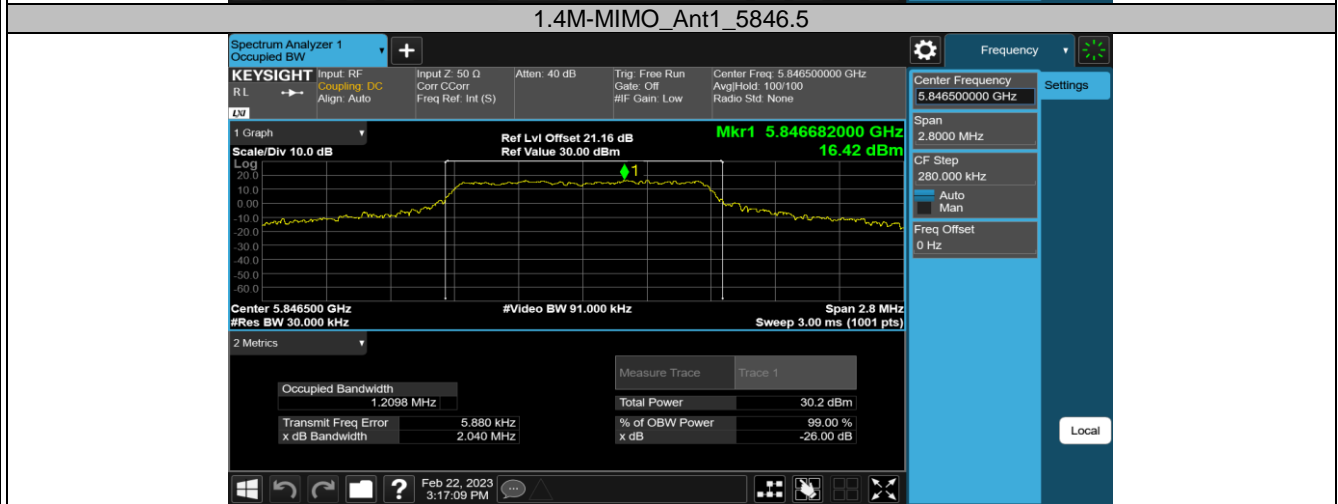 1.4M-MIMO_Ant1_5846.5
Spectrum Analyzer 1
Occupied BW
+
Frequency
KEYSIGHT
RL
LXI
Input: RF
Coupling: DC
Align: Auto
Input Z: 50 Ω
Corr CCorr
Freq Ref: Int (S)
Atten: 40 dB
Trig: Free Run
Gate: Off
#IF Gain: Low
Center Freq: 5.846500000 GHz
Avg|Hold: 100/100
Radio Std: None
Center Frequency
5.846500000 GHz
Settings
Span
2.8000 MHz
CF Step
280.000 kHz
Auto
Man
Freq Offset
0 Hz
1 Graph
Scale/Div 10.0 dB
Ref Lvl Offset 21.16 dB
Ref Value 30.00 dBm
Mkr1 5.846682000 GHz
16.42 dBm
Log
20.0
10.0
0.00
-10.0
-20.0
-30.0
-40.0
-50.0
-60.0
1
Center 5.846500 GHz
#Res BW 30.000 kHz
#Video BW 91.000 kHz
Span 2.8 MHz
Sweep 3.00 ms (1001 pts)
2 Metrics
Measure Trace
Trace 1
Occupied Bandwidth
1.2098 MHz
Total Power 30.2 dBm
Transmit Freq Error 5.880 kHz
% of OBW Power 99.00 %
x dB Bandwidth 2.040 MHz
x dB -26.00 dB
Local
?
Feb 22, 2023
3:17:09 PM